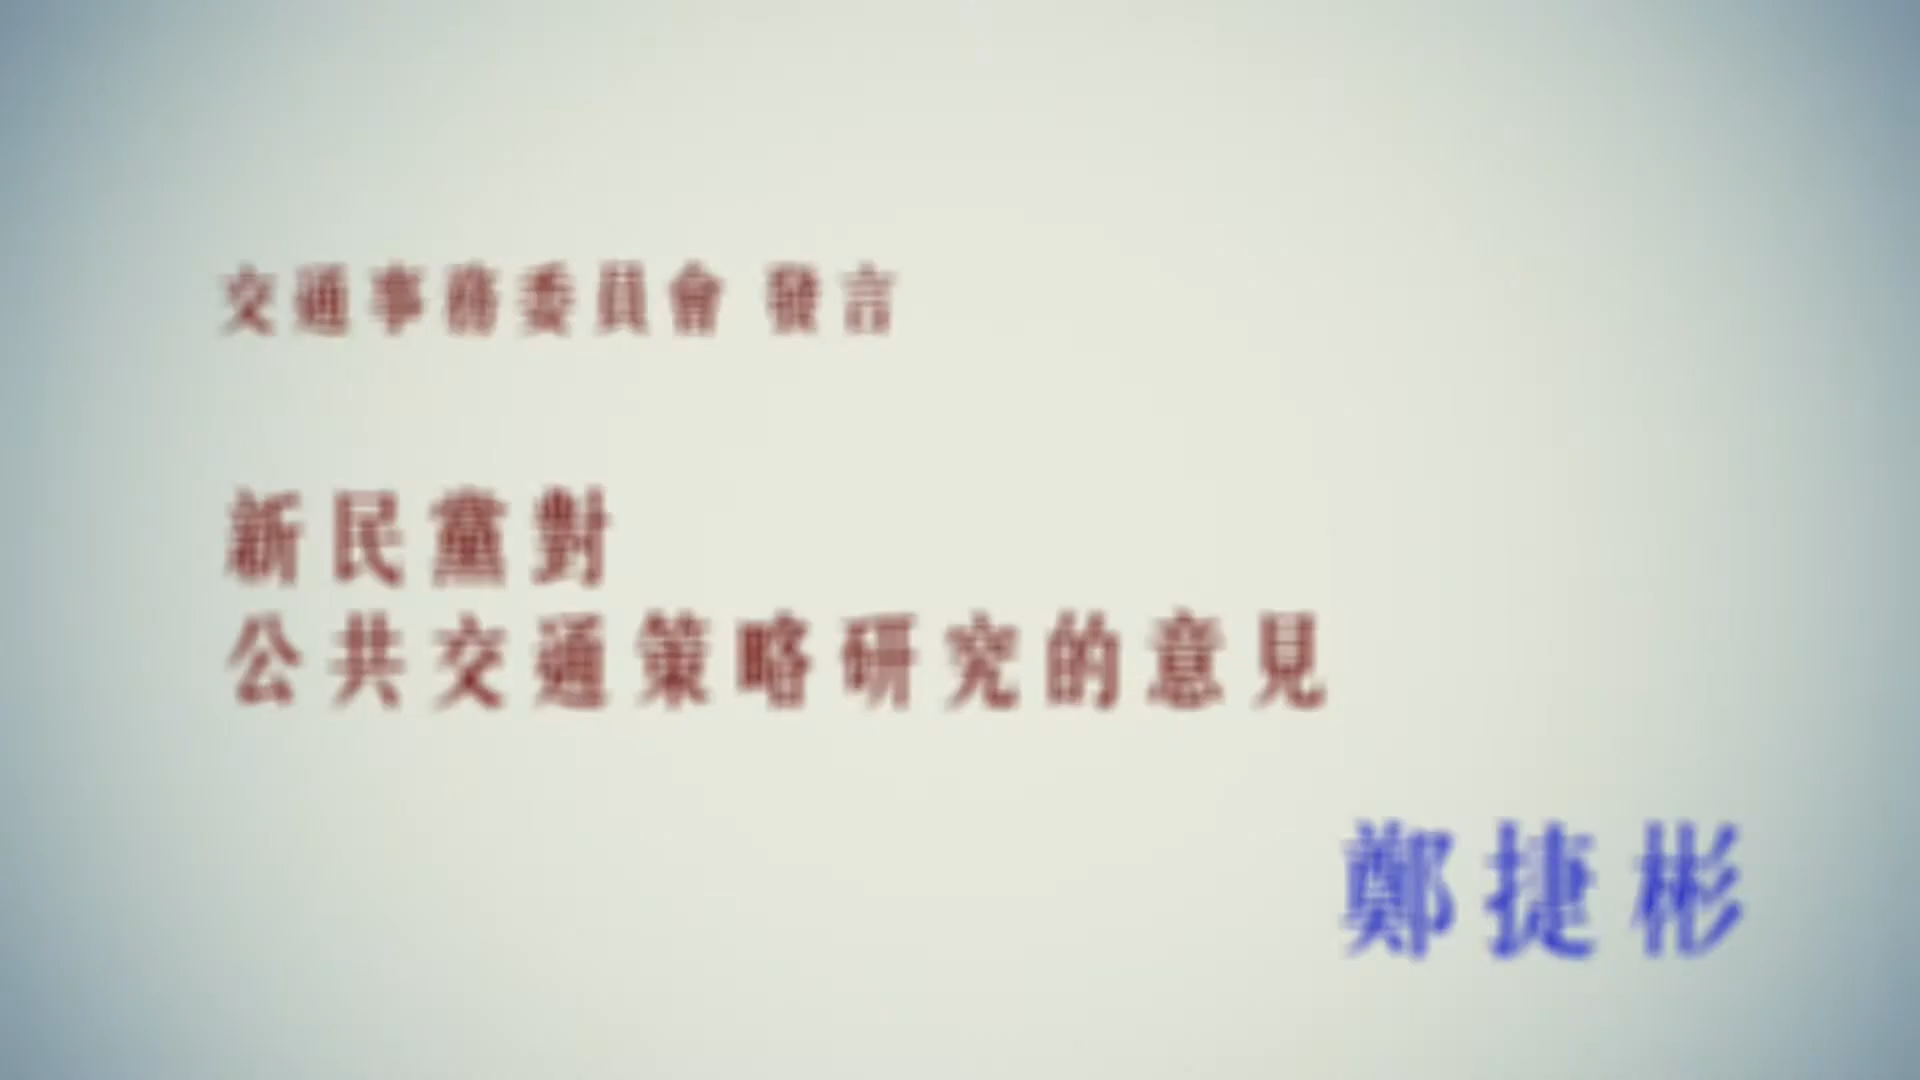 交通事務委員會 發言
新民黨對
公共交通策略研究的意見
鄭捷彬